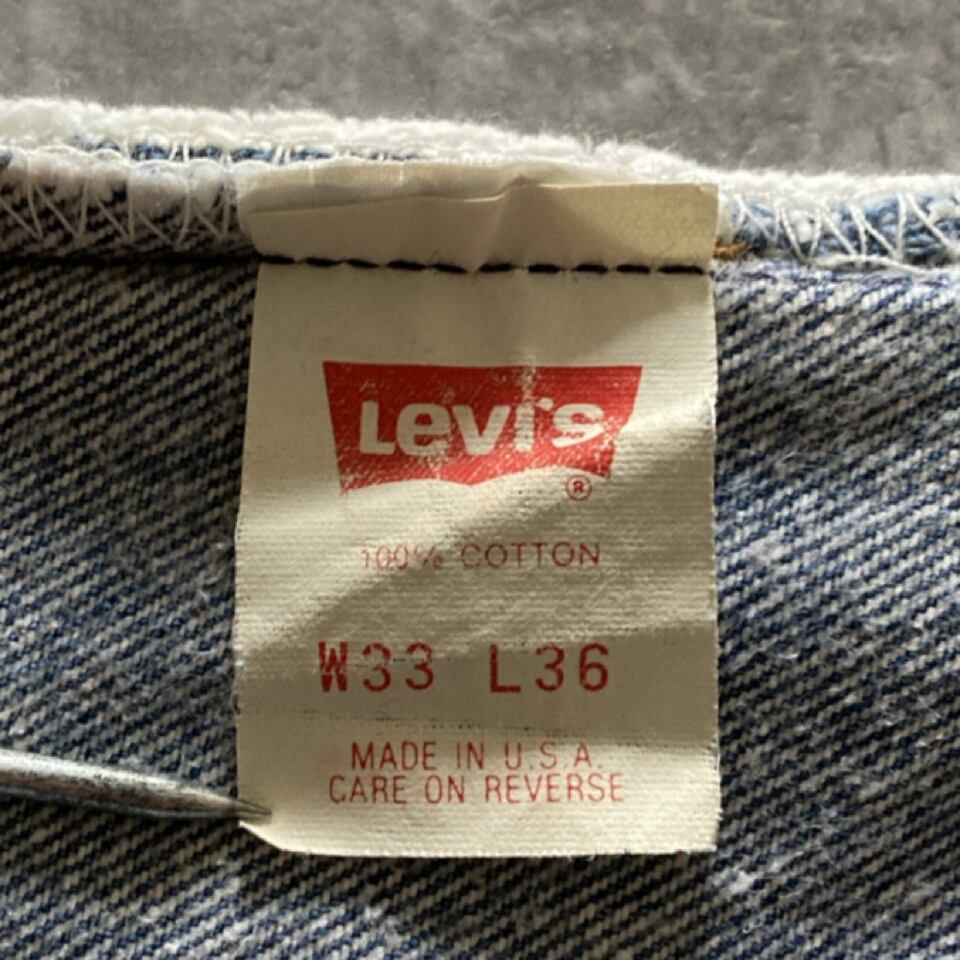 Levi's
®
100% COTTON
W33 L36
MADE IN U.S.A.
CARE ON REVERSE